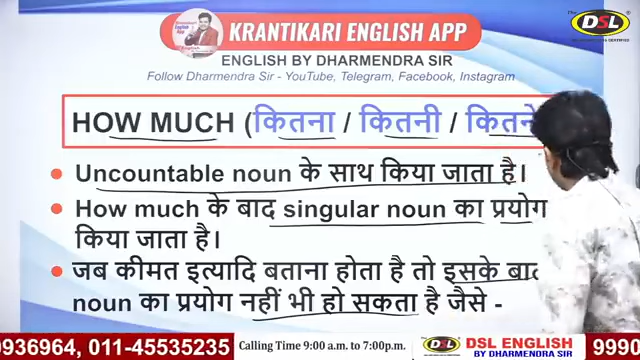 KRANTIKARI ENGLISH APP
The DSL
ENGLISH BY DHARMENDRA SIR
Follow Dharmendra Sir - YouTube, Telegram, Facebook, Instagram
HOW MUCH (कितना / कितनी / कितने
• Uncountable noun के साथ किया जाता है।
• How much के बाद singular noun का प्रयोग
किया जाता है।
• जब कीमत इत्यादि बताना होता है तो इसके बाद
noun का प्रयोग नहीं भी हो सकता है जैसे -
9936964, 011-45535235 Calling Time 9:00 a.m. to 7:00p.m. DSL ENGLISH 9990
BY DHARMENDRA SIR